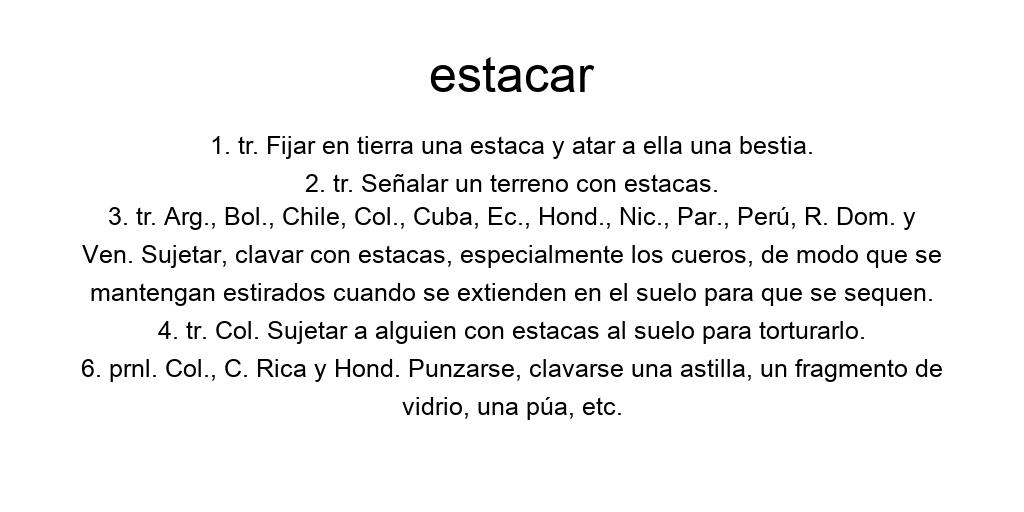 estacar
1. tr. Fijar en tierra una estaca y atar a ella una bestia.
2. tr. Señalar un terreno con estacas.
3. tr. Arg., Bol., Chile, Col., Cuba, Ec., Hond., Nic., Par., Perú, R. Dom. y
Ven. Sujetar, clavar con estacas, especialmente los cueros, de modo que se
mantengan estirados cuando se extienden en el suelo para que se sequen.
4. tr. Col. Sujetar a alguien con estacas al suelo para torturarlo.
6. prnl. Col., C. Rica y Hond. Punzarse, clavarse una astilla, un fragmento de
vidrio, una púa, etc.